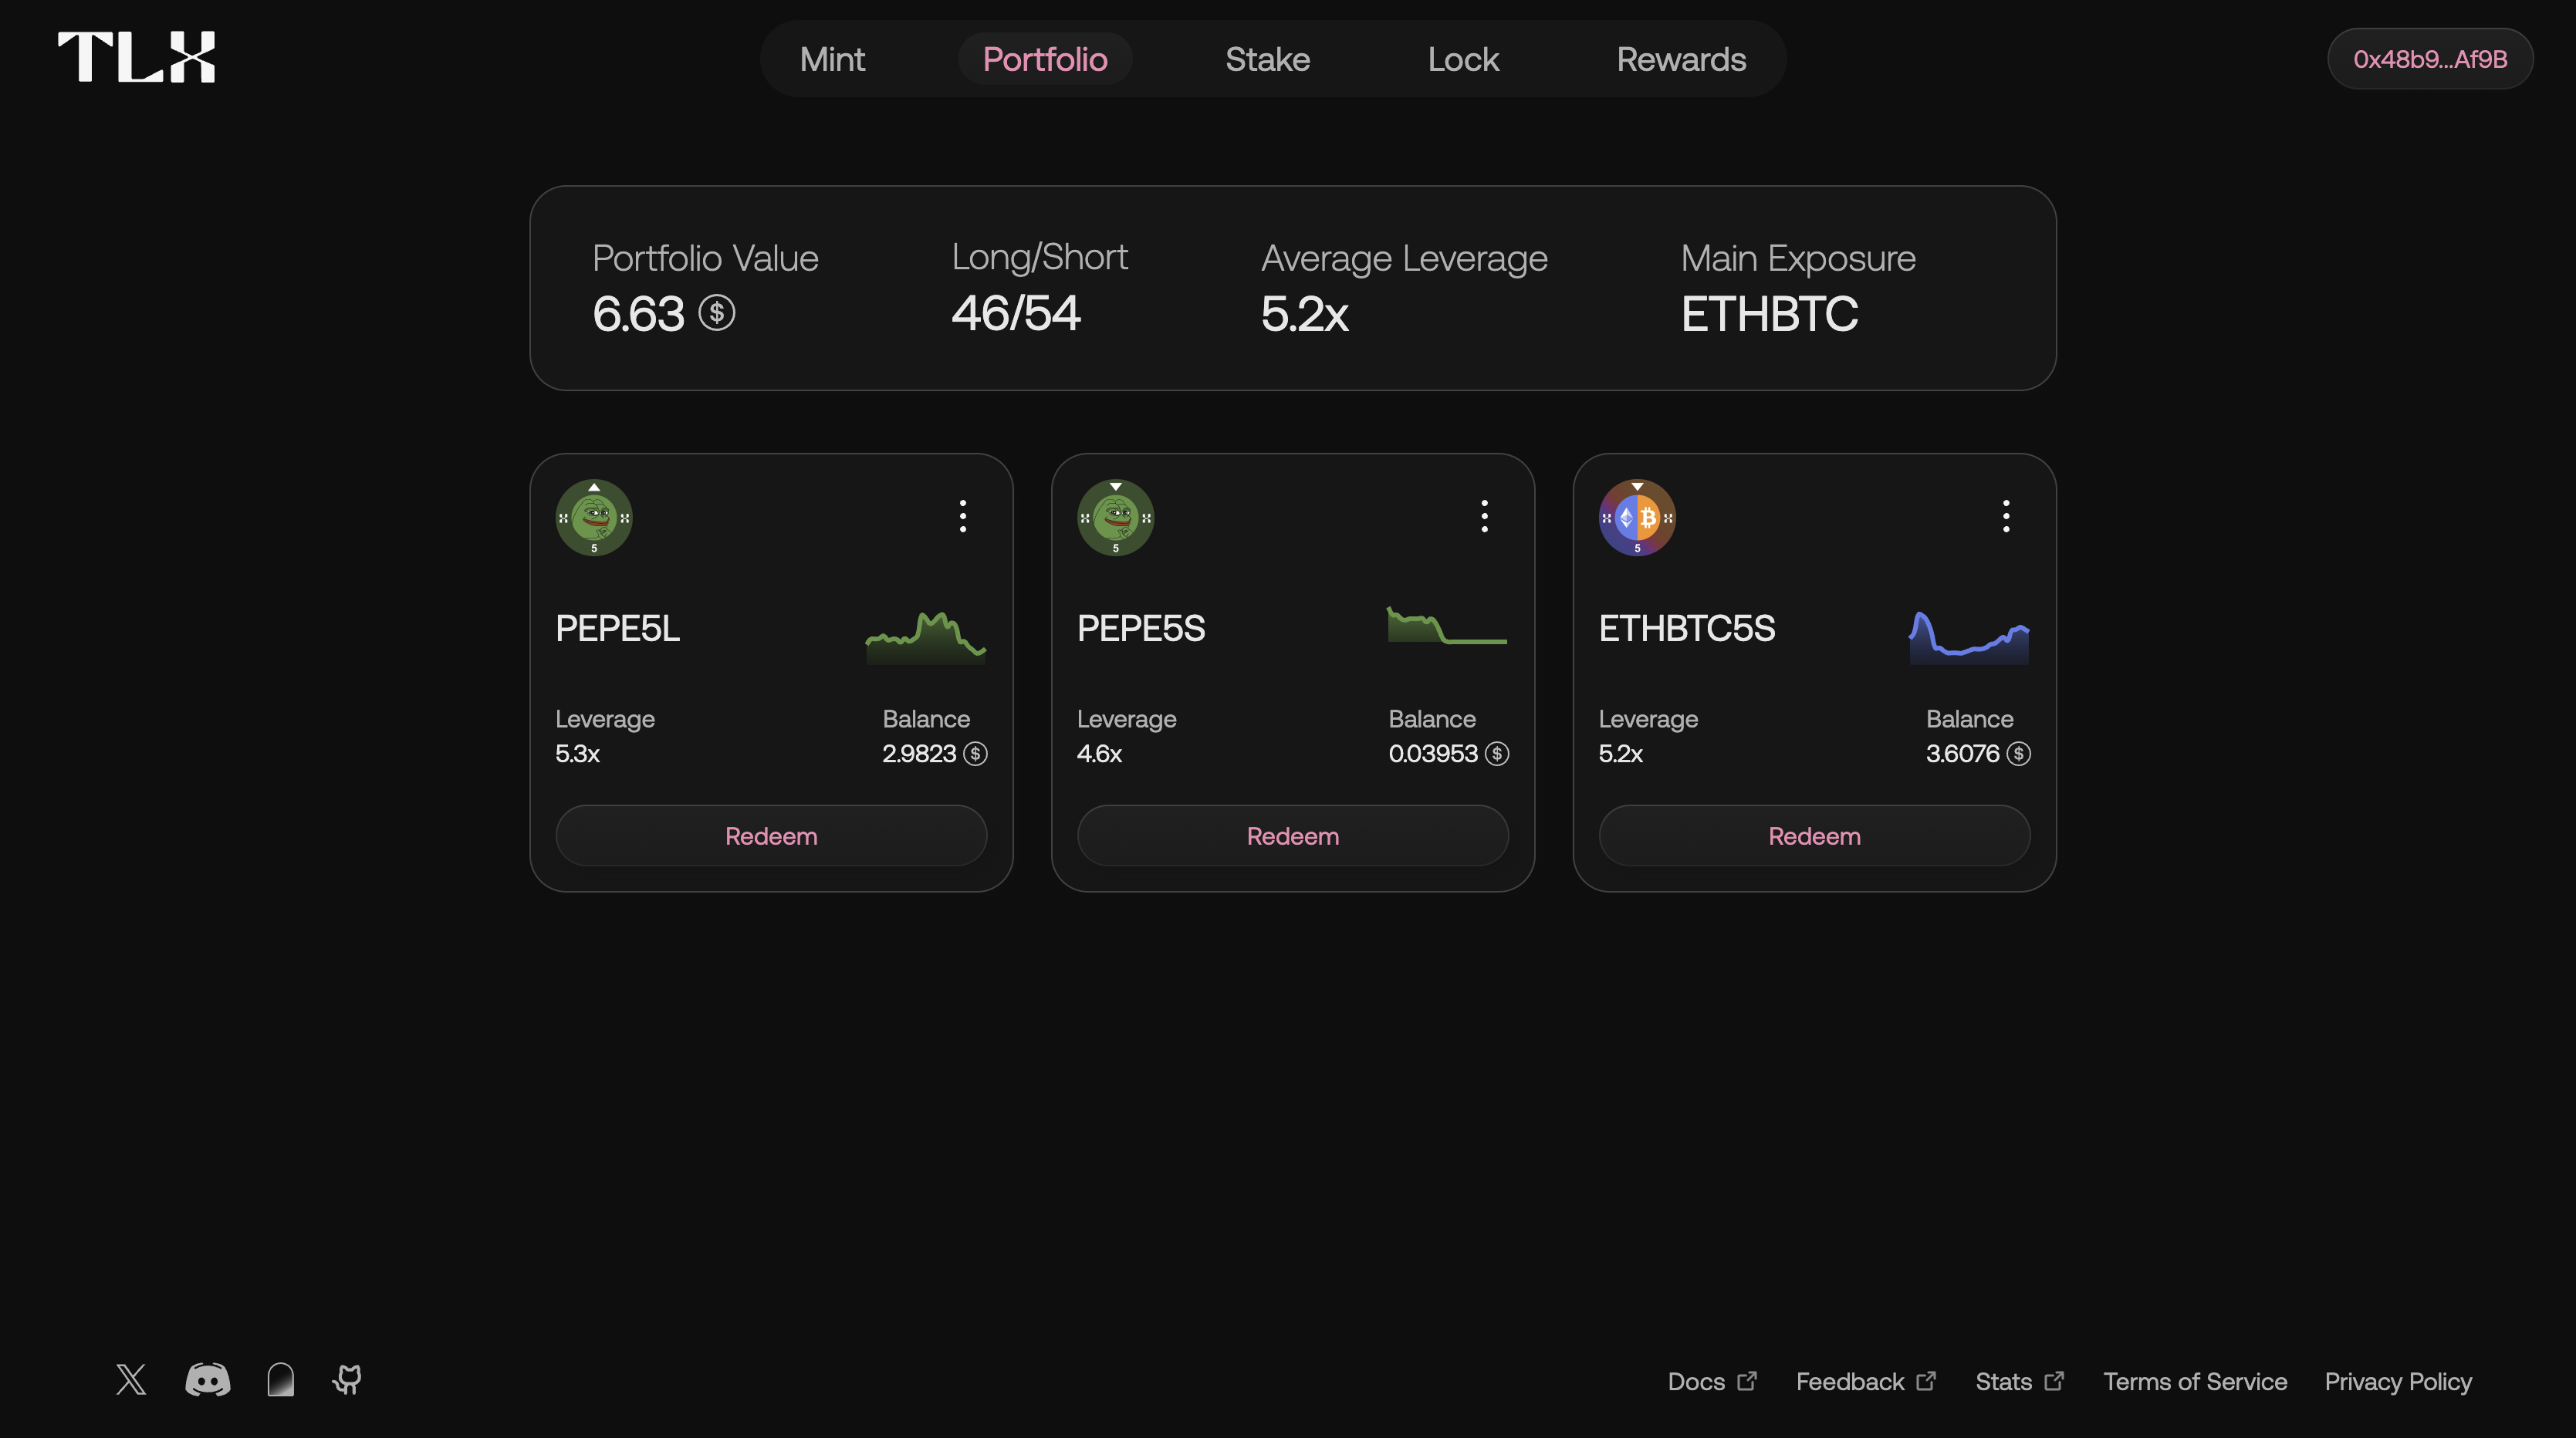 TLX
Mint Portfolio Stake Lock Rewards
0x48b9...Af9B
Portfolio Value Long/Short Average Leverage Main Exposure
6.63 $ 46/54 5.2x ETHBTC
5
5
5
PEPE5L PEPE5S ETHBTC5S
Leverage Balance Leverage Balance Leverage Balance
5.3x 2.9823 $ 4.6x 0.03953 $ 5.2x 3.6076 $
Redeem Redeem Redeem
Docs Feedback Stats Terms of Service Privacy Policy